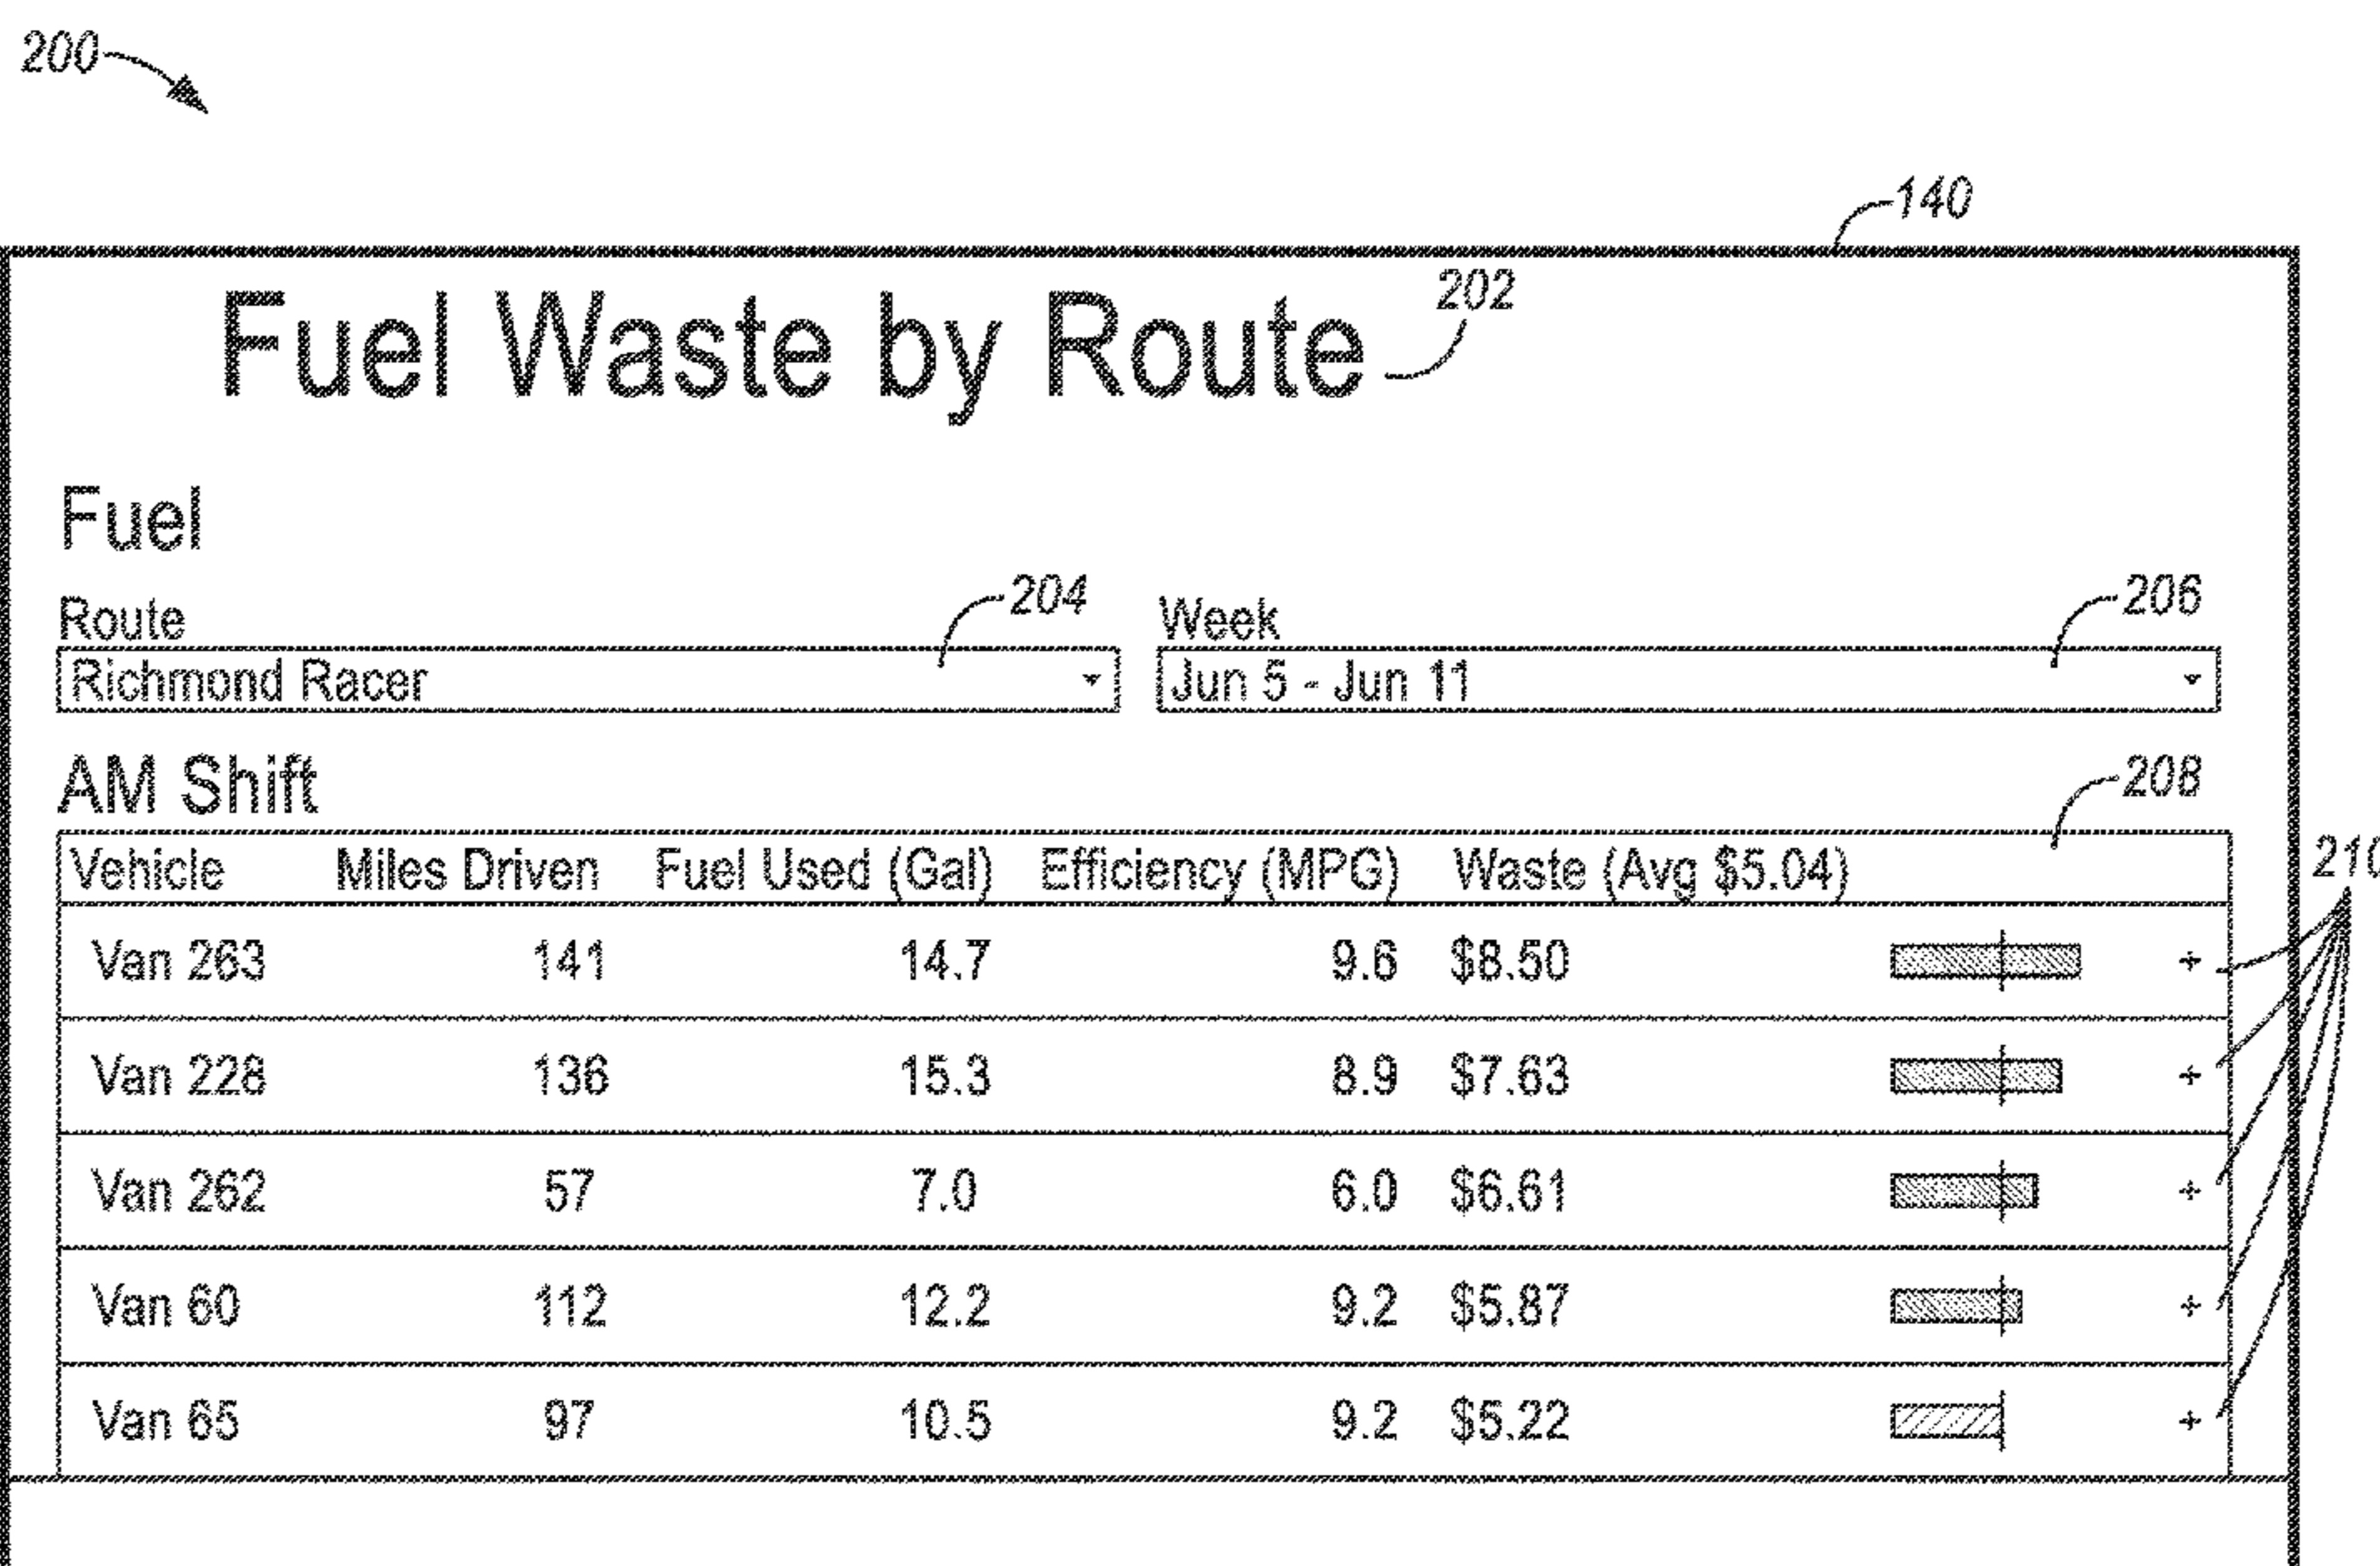 200
140
Fuel Waste by Route 202
Fuel
Route 204 Week 206
Richmond Racer Jun 5 - Jun 11
AM Shift 208
Vehicle Miles Driven Fuel Used (Gal) Efficiency (MPG) Waste (Avg $5.04) 210
Van 263 141 14.7 9.6 $8.50 +
Van 228 136 15.3 8.9 $7.63 +
Van 262 57 7.0 6.0 $6.61 +
Van 60 112 12.2 9.2 $5.87 +
Van 65 97 10.5 9.2 $5.22 +